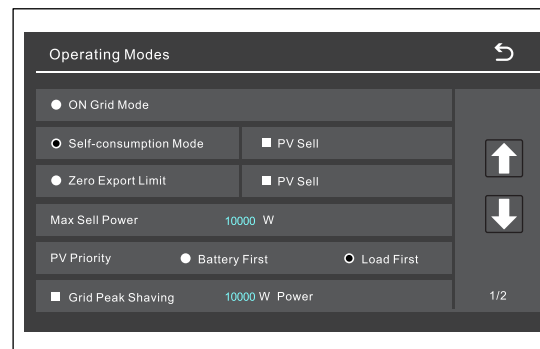 Operating Modes
ON Grid Mode
Self-consumption Mode PV Sell
Zero Export Limit PV Sell
Max Sell Power 10000 W
PV Priority Battery First Load First
Grid Peak Shaving 10000 W Power
1/2